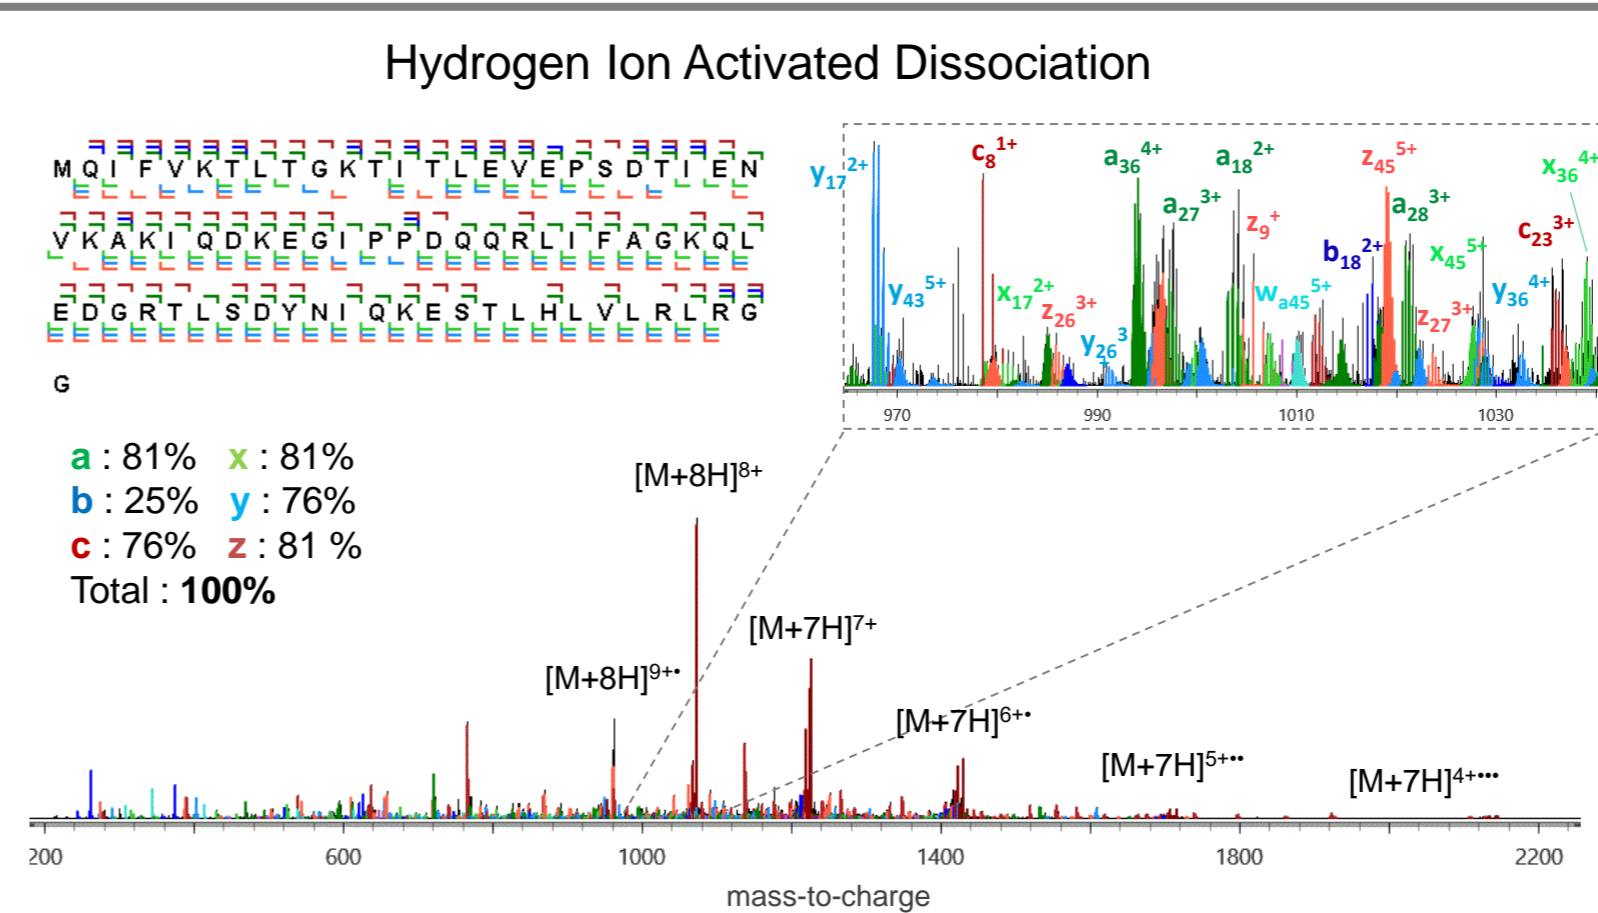 Hydrogen Ion Activated Dissociation
M Q I F V K T L T G K T I T L E V E P S D T I E N
V K A K I Q D K E G I P P D Q Q R L I F A G K Q L
E D G R T L S D Y N I Q K E S T L H L V L R L R G
G
a : 81% x : 81%
b : 25% y : 76%
c : 76% z : 81 %
Total : 100%
y17 2+
c8 1+
a36 4+
a18 2+
z45 5+
x36 4+
a27 3+
z9 +
a28 3+
c23 3+
b18 2+
x45 5+
y43 5+
x17 2+
wa45 5+
y36 4+
z26 3+
z27 3+
y26 3+
970 990 1010 1030
[M+8H]8+
[M+7H]7+
[M+8H]9+•
[M+7H]6+•
[M+7H]5+••
[M+7H]4+•••
200 600 1000 1400 1800 2200
mass-to-charge